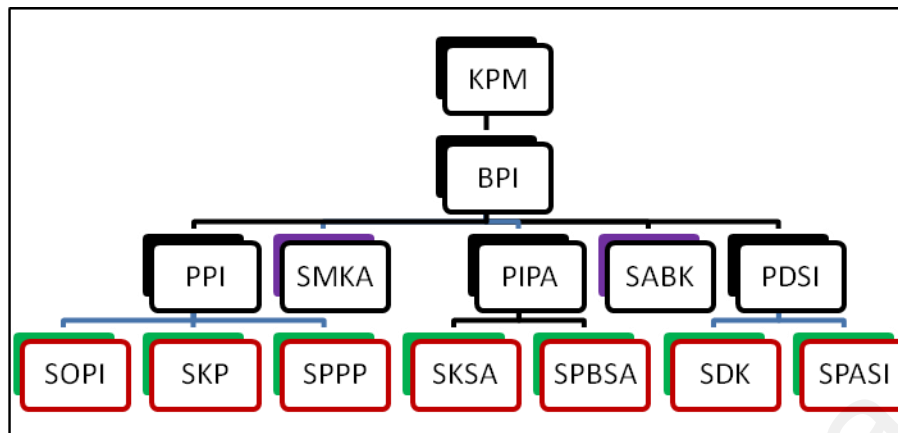 KPM
BPI
PPI SMKA PIPA SABK PDSI
SOPI SKP SPPP SKSA SPBSA SDK SPASI